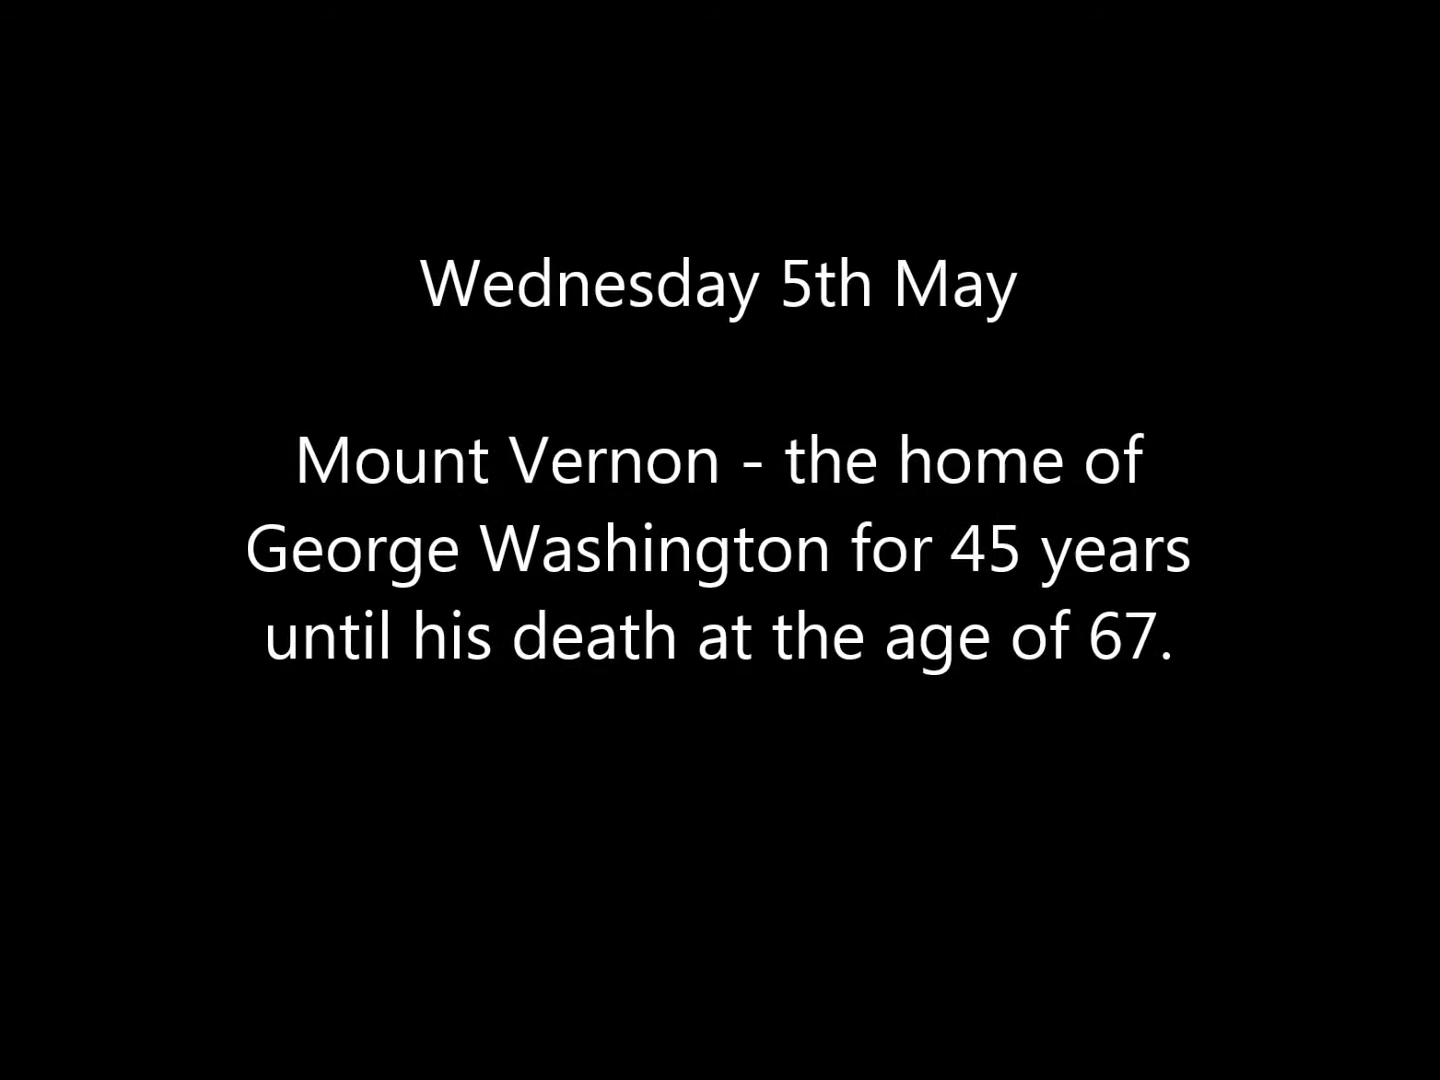 Wednesday 5th May
Mount Vernon - the home of
George Washington for 45 years
until his death at the age of 67.